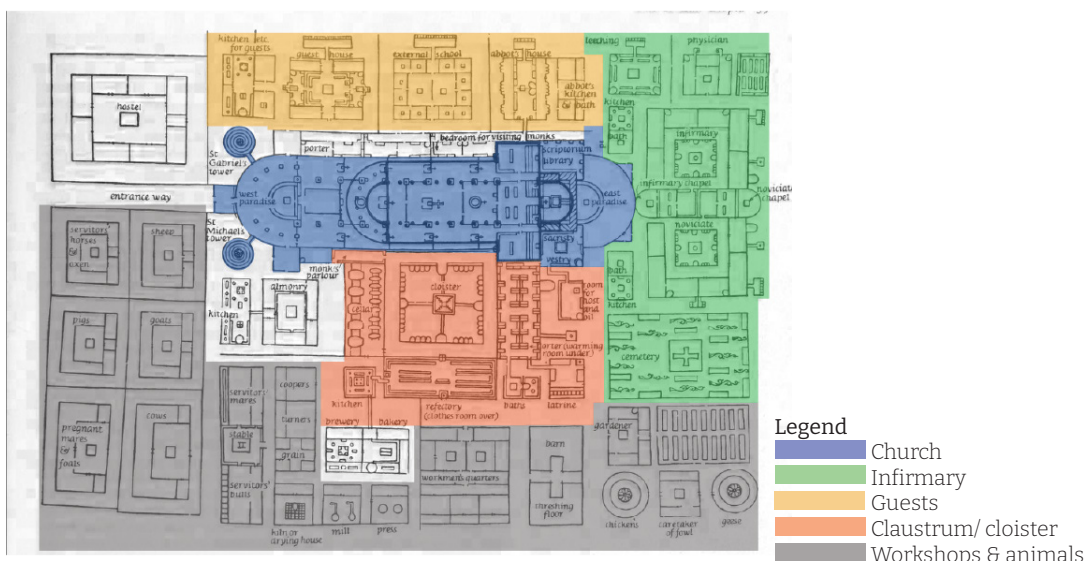 kitchen etc.
for guests
guest house
external school
abbot's house
abbot's
kitchen
& bath
physician
kitchen
bath
hostel
porter
bedroom for visiting monks
St
Gabriel's
tower
scriptorium
library
infirmary
entrance way
west
paradise
east
paradise
infirmary chapel
noviciate
chapel
St
Michael's
tower
sacristy
vestry
noviciate
servitors'
horses
&
oxen
sheep
monks'
parlour
almonry
kitchen
cellar
cloister
room
for
host
and
oil
bath
kitchen
pigs
goats
(warming
room under)
cemetery
servitors'
mares
coopers
kitchen
refectory
(clothes room over)
baths
latrine
pregnant
mares
&
foals
cows
stable
turners
grain
brewery
bakery
workmen's quarters
barn
gardener
servitors'
kiln or
drying house
mill
press
threshing
floor
chickens
caretaker
of fowl
geese
Legend
Church
Infirmary
Guests
Claustrum/ cloister
Workshops & animals